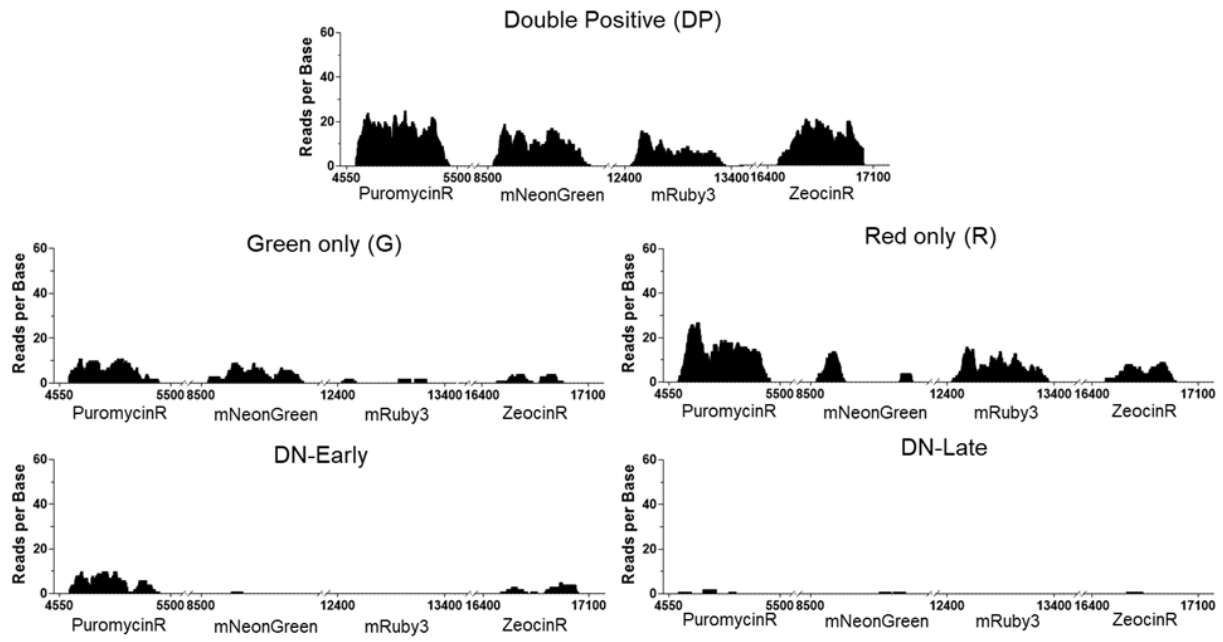 Double Positive (DP)
Reads per Base
60
40
20
0
4550 5500 8500 12400 13400 16400 17100
PuromycinR mNeonGreen mRuby3 ZeocinR
Green only (G)
Reads per Base
60
40
20
0
4550 5500 8500 12400 13400 16400 17100
PuromycinR mNeonGreen mRuby3 ZeocinR
Red only (R)
Reads per Base
60
40
20
0
4550 5500 8500 12400 13400 16400 17100
PuromycinR mNeonGreen mRuby3 ZeocinR
DN-Early
Reads per Base
60
40
20
0
4550 5500 8500 12400 13400 16400 17100
PuromycinR mNeonGreen mRuby3 ZeocinR
DN-Late
Reads per Base
60
40
20
0
4550 5500 8500 12400 13400 16400 17100
PuromycinR mNeonGreen mRuby3 ZeocinR